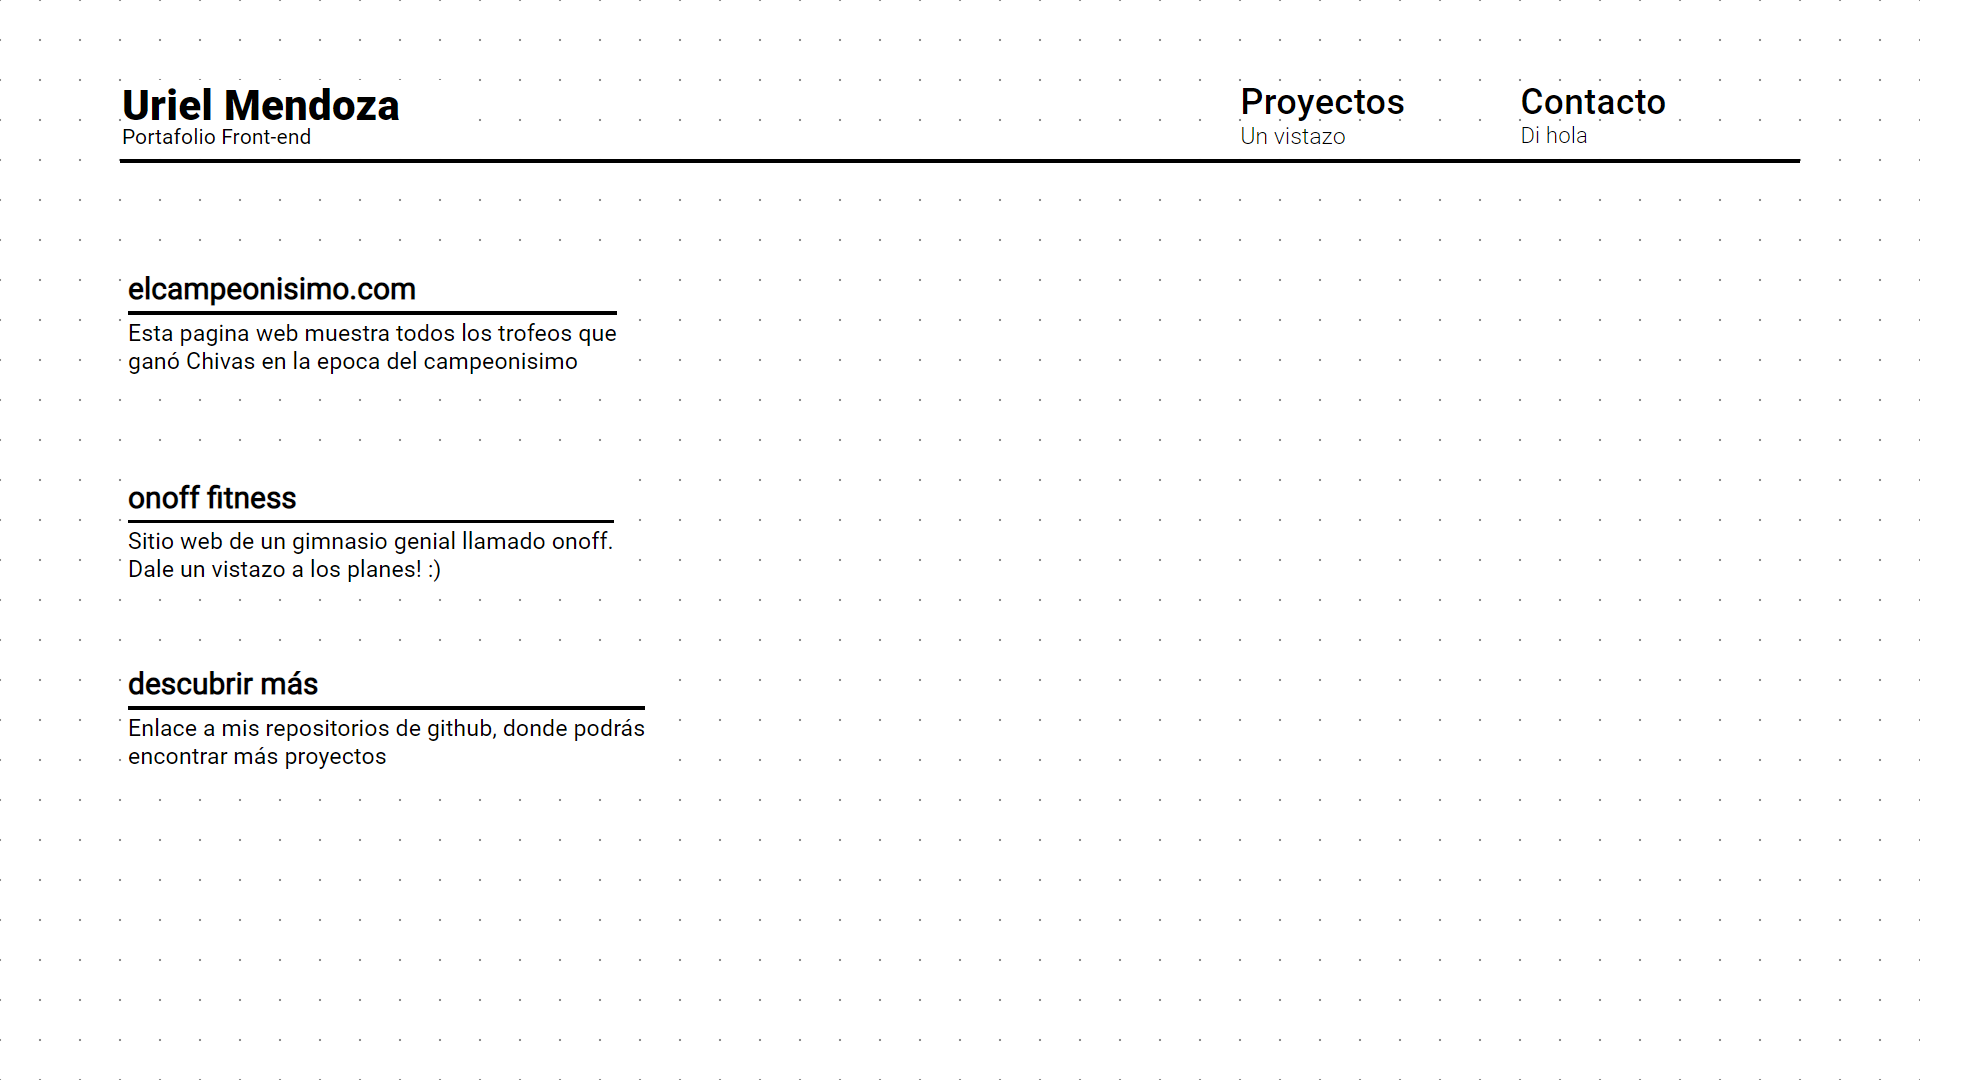 Uriel Mendoza
Portafolio Front-end
Proyectos
Un vistazo
Contacto
Di hola
elcampeonisimo.com
Esta pagina web muestra todos los trofeos que
ganó Chivas en la epoca del campeonisimo
onoff fitness
Sitio web de un gimnasio genial llamado onoff.
Dale un vistazo a los planes! :)
descubrir más
Enlace a mis repositorios de github, donde podrás
encontrar más proyectos